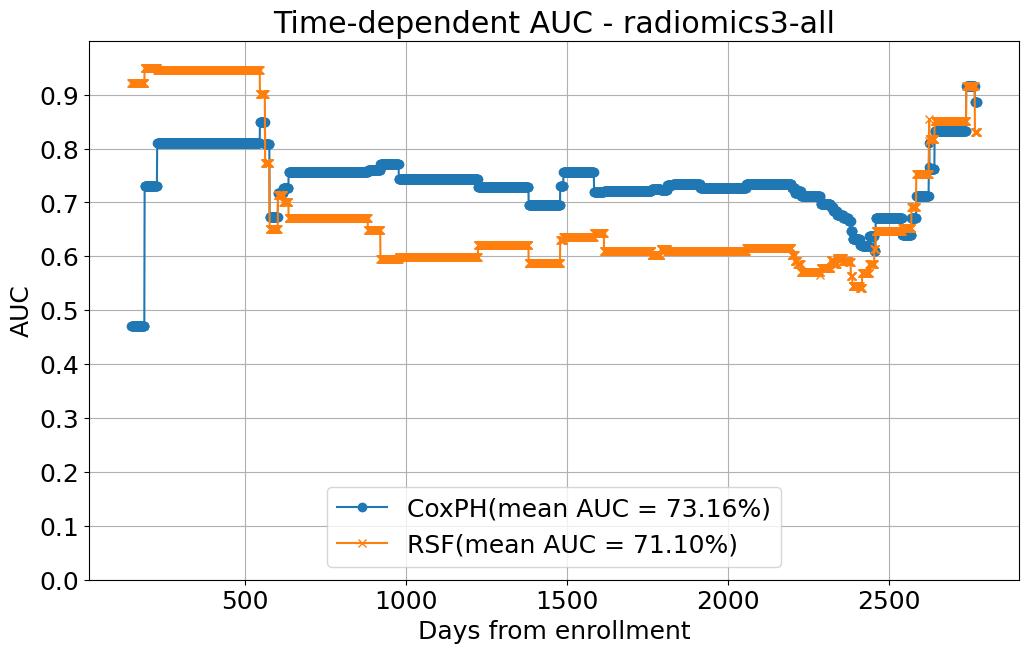 Time-dependent AUC - radiomics3-all
AUC
0.9
0.8
0.7
0.6
0.5
0.4
0.3
0.2
0.1
0.0
CoxPH(mean AUC = 73.16%)
RSF(mean AUC = 71.10%)
500 1000 1500 2000 2500
Days from enrollment